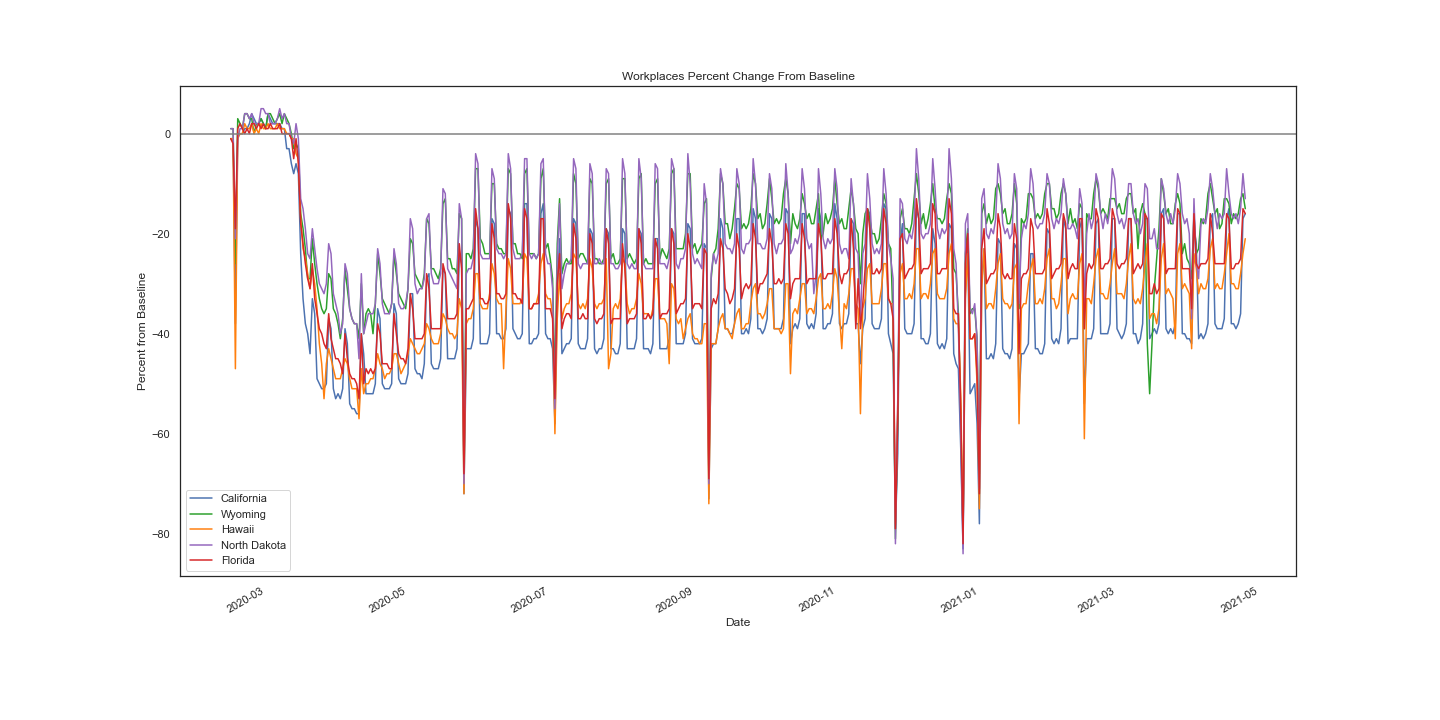 Workplaces Percent Change From Baseline
Percent from Baseline
0
−20
−40
−60
−80
California
Wyoming
Hawaii
North Dakota
Florida
2020-03
2020-05
2020-07
2020-09
2020-11
2021-01
2021-03
2021-05
Date